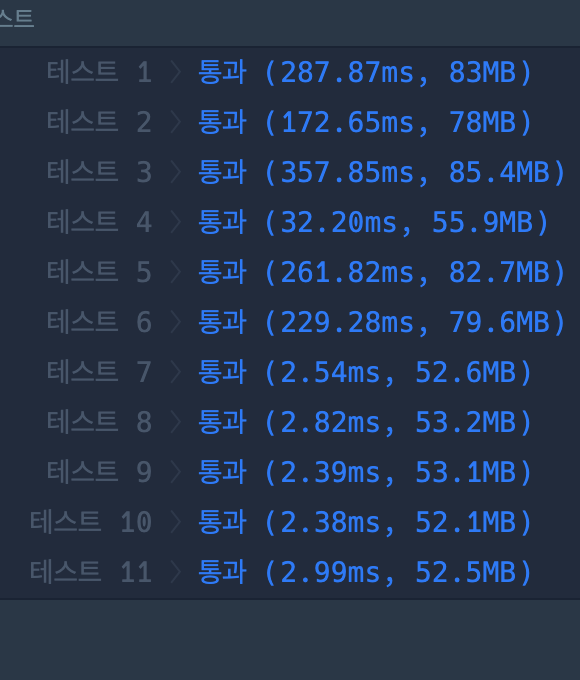 스트
테스트 1 〉 통과 (287.87ms, 83MB)
테스트 2 〉 통과 (172.65ms, 78MB)
테스트 3 〉 통과 (357.85ms, 85.4MB)
테스트 4 〉 통과 (32.20ms, 55.9MB)
테스트 5 〉 통과 (261.82ms, 82.7MB)
테스트 6 〉 통과 (229.28ms, 79.6MB)
테스트 7 〉 통과 (2.54ms, 52.6MB)
테스트 8 〉 통과 (2.82ms, 53.2MB)
테스트 9 〉 통과 (2.39ms, 53.1MB)
테스트 10 〉 통과 (2.38ms, 52.1MB)
테스트 11 〉 통과 (2.99ms, 52.5MB)